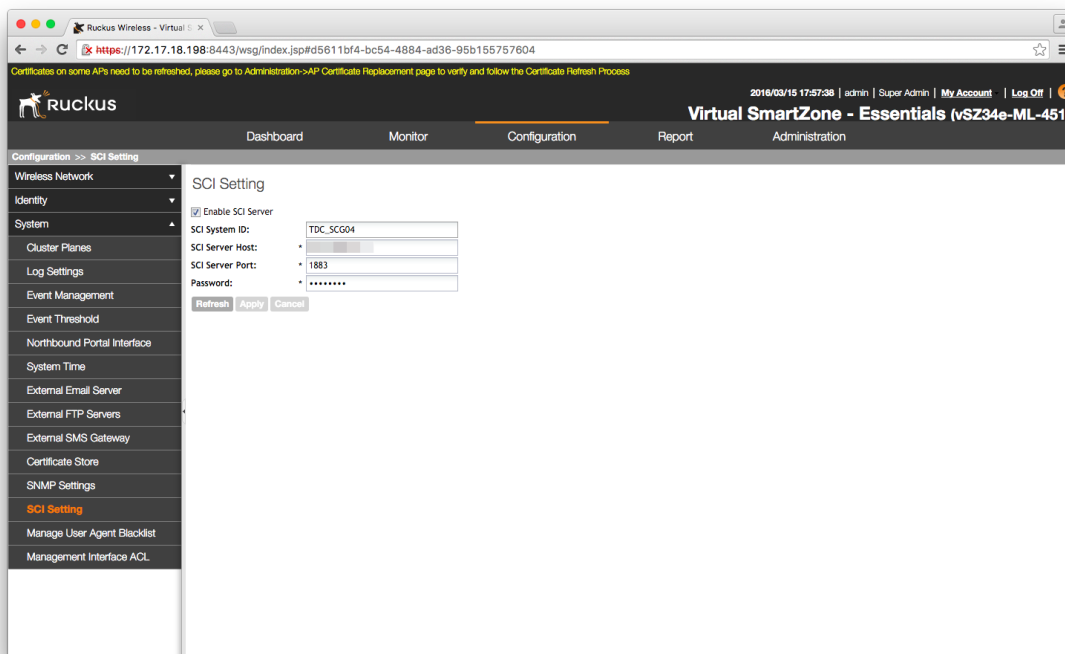 Ruckus Wireless - Virtual S
https://172.17.18.198:8443/wsg/index.jsp#d5611bf4-bc54-4884-ad36-95b155757604
Certificates on some APs need to be refreshed, please go to Administration->AP Certificate Replacement page to verify and follow the Certificate Refresh Process
2016/03/15 17:57:38 | admin | Super Admin | My Account | Log Off |
Ruckus
Virtual SmartZone - Essentials (vSZ34e-ML-451
Dashboard Monitor Configuration Report Administration
Configuration >> SCI Setting
Wireless Network
Identity
System
Cluster Planes
Log Settings
Event Management
Event Threshold
Northbound Portal Interface
System Time
External Email Server
External FTP Servers
External SMS Gateway
Certificate Store
SNMP Settings
SCI Setting
Manage User Agent Blacklist
Management Interface ACL
SCI Setting
Enable SCI Server
SCI System ID: TDC_SCG04
SCI Server Host: *
SCI Server Port: * 1883
Password: * ••••••••
Refresh Apply Cancel